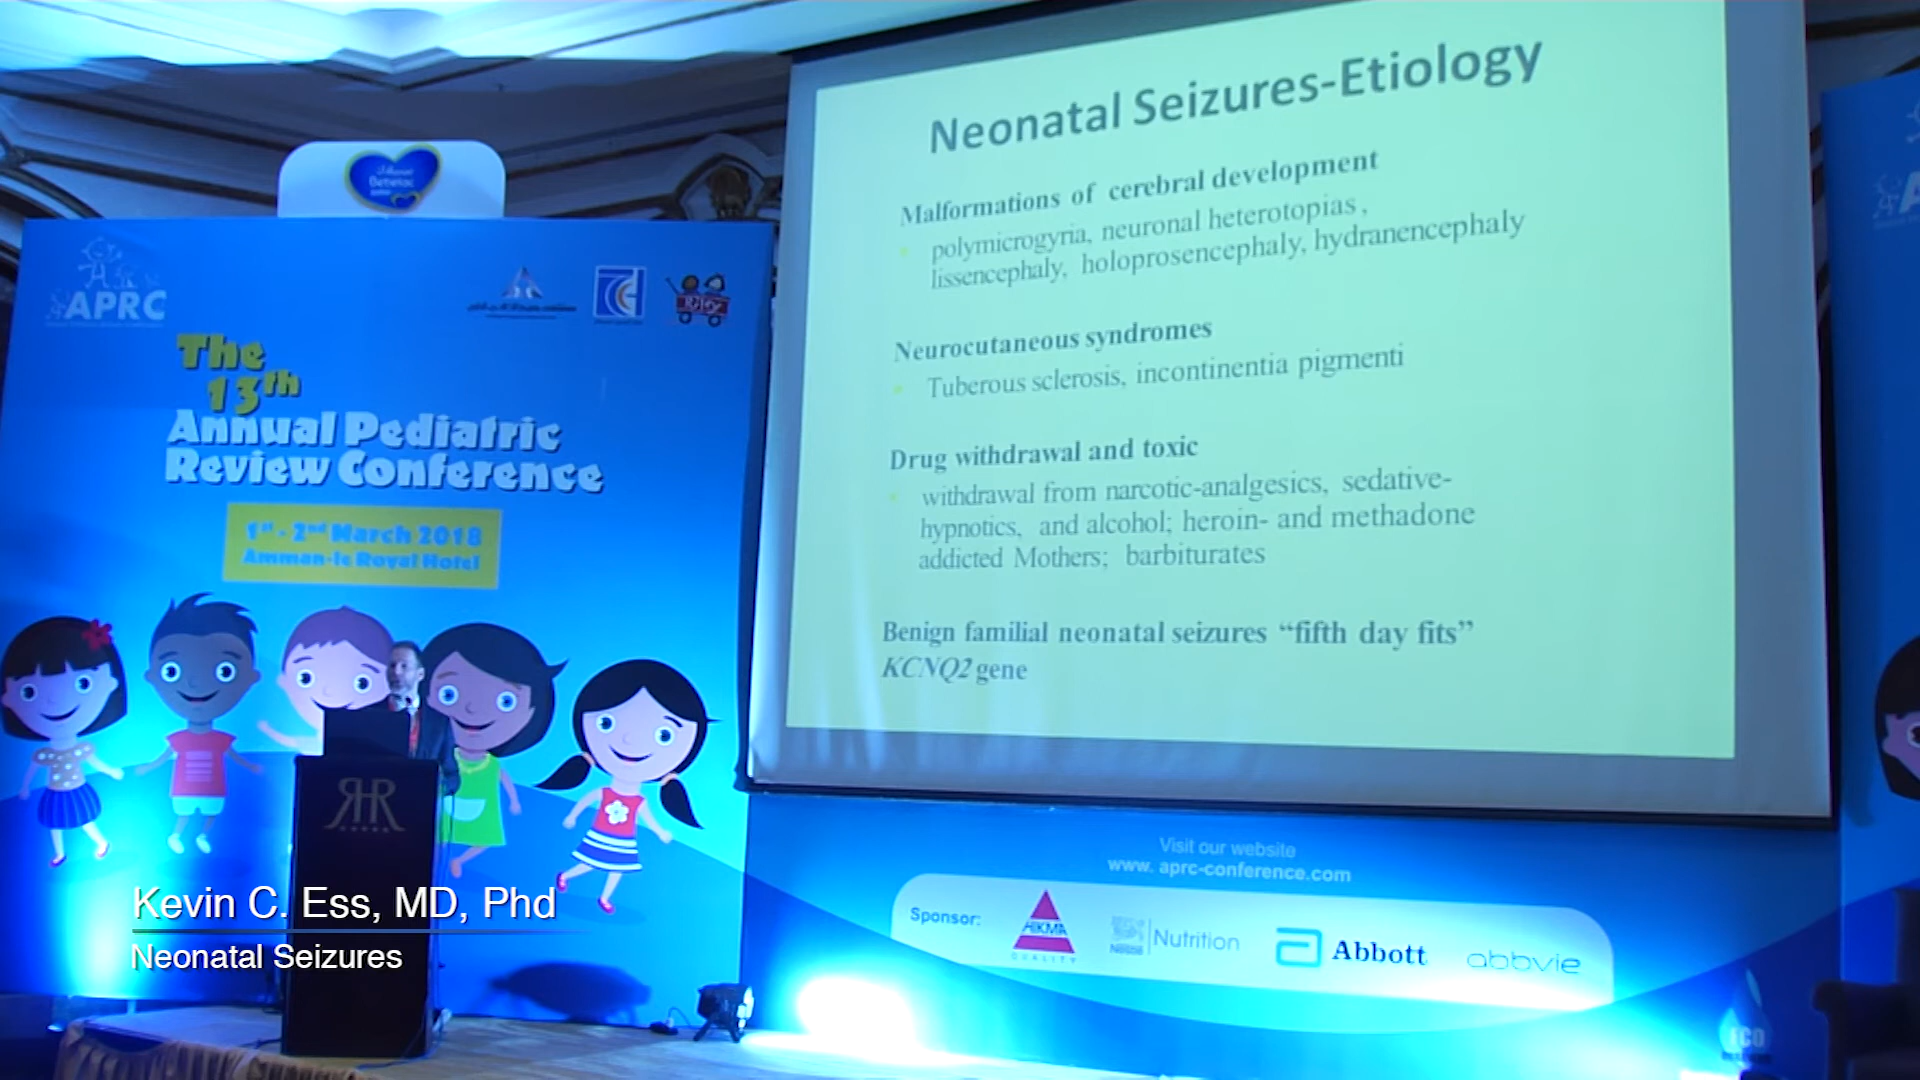 Neonatal Seizures-Etiology
Malformations of cerebral development
polymicrogyria, neuronal heterotopias,
lissencephaly, holoprosencephaly, hydranencephaly
Neurocutaneous syndromes
Tuberous sclerosis, incontinentia pigmenti
Drug withdrawal and toxic
withdrawal from narcotic-analgesics, sedative-
hypnotics, and alcohol; heroin- and methadone
addicted Mothers; barbiturates
Benign familial neonatal seizures “fifth day fits”
KCNQ2 gene
APRC
Riley
The
13th
Annual Pediatric
Review Conference
1st - 2nd March 2018
Amman-le Royal Hotel
RHR
Kevin C. Ess, MD, Phd
Neonatal Seizures
Visit our website
www. aprc-conference.com
Sponsor:
HIKMA
QUALITY
Nestlé
Nutrition
Abbott
abbvie